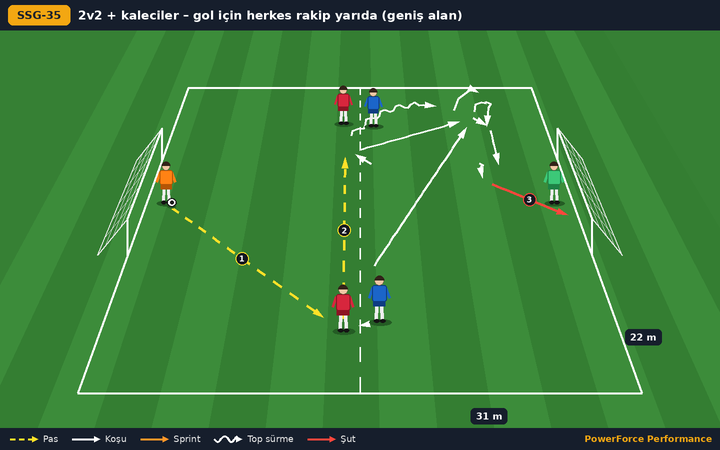 SSG-35 2v2 + kaleciler – gol için herkes rakip yarıda (geniş alan)
3
2
1
22 m
31 m
Pas Koşu Sprint Top sürme Şut PowerForce Performance